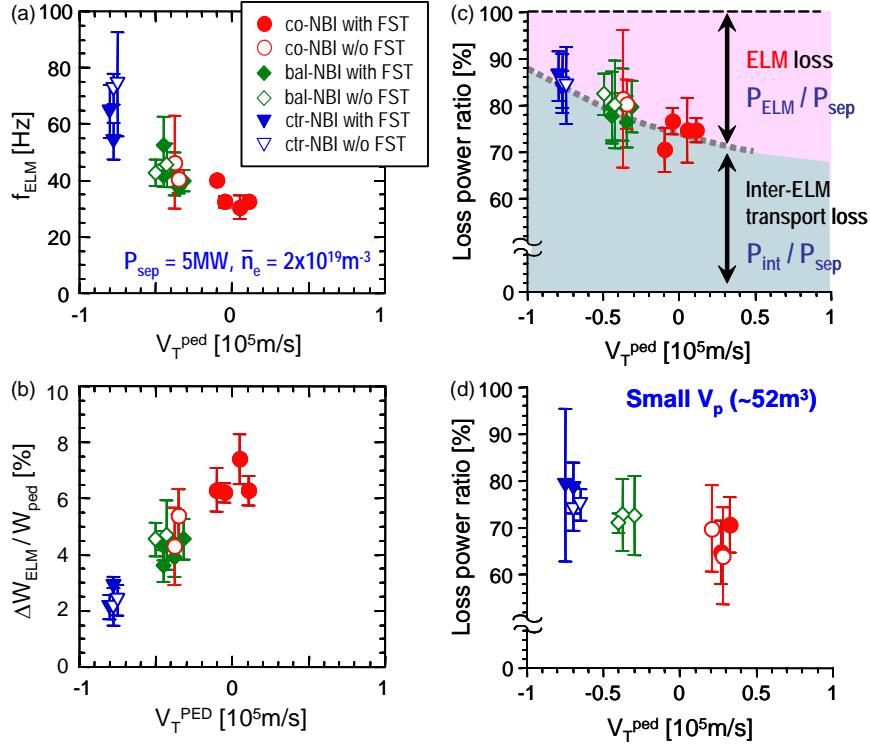 (a)
f_ELM [Hz]
100
80
60
40
20
0
co-NBI with FST
co-NBI w/o FST
bal-NBI with FST
bal-NBI w/o FST
ctr-NBI with FST
ctr-NBI w/o FST
P_sep = 5MW, n̄_e = 2x10^19 m^-3
-1
0
1
V_T^ped [10^5m/s]
(c)
Loss power ratio [%]
100
90
80
70
60
0
ELM loss
P_ELM / P_sep
Inter-ELM
transport loss
P_int / P_sep
-1
-0.5
0
0.5
1
V_T^ped [10^5m/s]
(b)
ΔW_ELM / W_ped [%]
10
8
6
4
2
0
-1
0
1
V_T^PED [10^5m/s]
(d)
Loss power ratio [%]
Small V_p (~52m^3)
100
90
80
70
60
0
-1
-0.5
0
0.5
1
V_T^ped [10^5m/s]